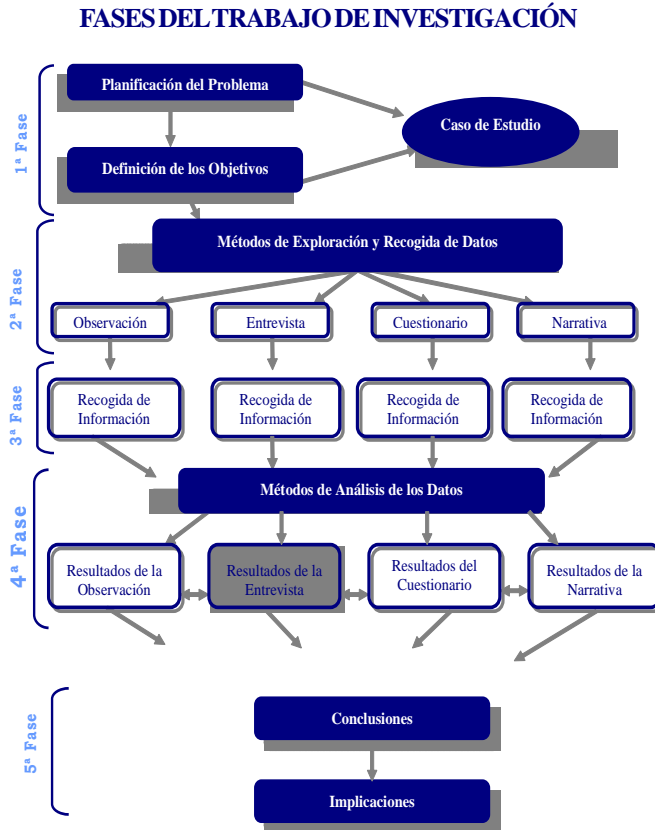 FASES DEL TRABAJO DE INVESTIGACIÓN
1ª Fase
Planificación del Problema
Caso de Estudio
Definición de los Objetivos
2ª Fase
Métodos de Exploración y Recogida de Datos
Observación
Entrevista
Cuestionario
Narrativa
3ª Fase
Recogida de
Información
Recogida de
Información
Recogida de
Información
Recogida de
Información
4ª Fase
Métodos de Análisis de los Datos
Resultados de la
Observación
Resultados de la
Entrevista
Resultados del
Cuestionario
Resultados de la
Narrativa
5ª Fase
Conclusiones
Implicaciones